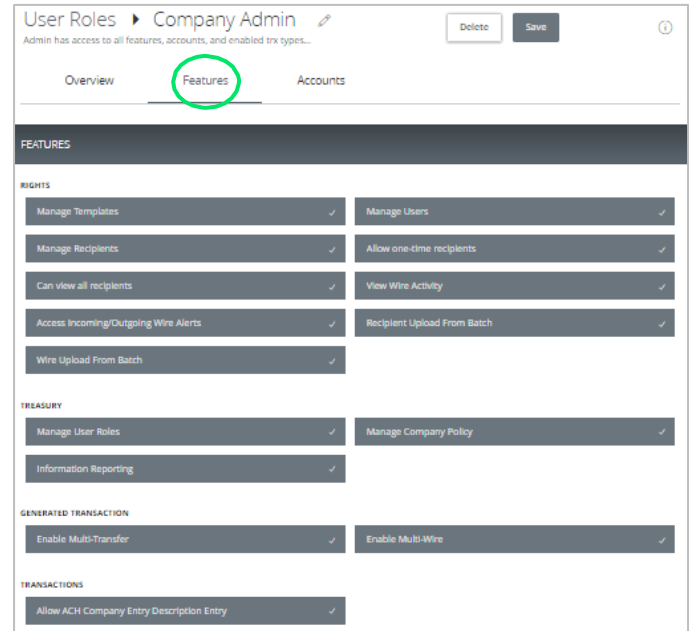 User Roles ▸ Company Admin
Delete
Save
Admin has access to all features, accounts, and enabled trx types...
Overview
Features
Accounts
FEATURES
RIGHTS
Manage Templates
Manage Users
Manage Recipients
Allow one-time recipients
Can view all recipients
View Wire Activity
Access Incoming/Outgoing Wire Alerts
Recipient Upload From Batch
Wire Upload From Batch
TREASURY
Manage User Roles
Manage Company Policy
Information Reporting
GENERATED TRANSACTION
Enable Multi-Transfer
Enable Multi-Wire
TRANSACTIONS
Allow ACH Company Entry Description Entry